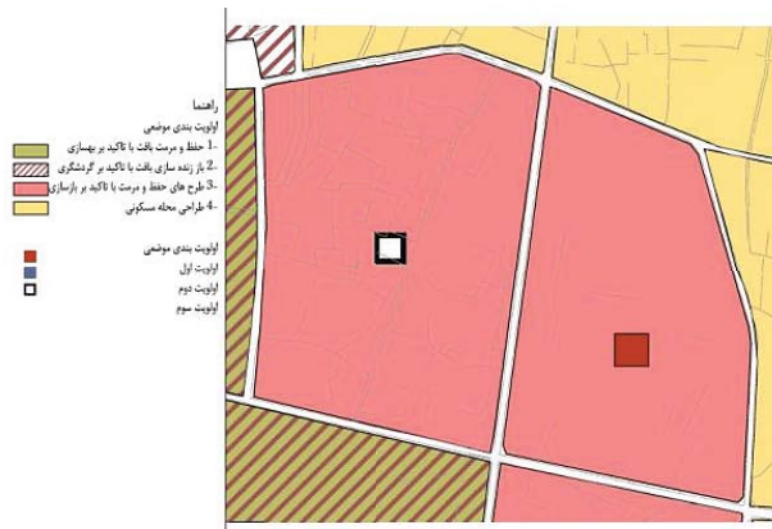 راهنما
اولویت بندی موضعی
1- حفظ و مرمت بافت با تاکید بر بهسازی
2- باز زنده سازی بافت با تاکید بر گردشگری
3- طرح های حفظ و مرمت با تاکید بر بازسازی
4- طراحی محله مسکونی
اولویت بندی موضعی
اولویت اول
اولویت دوم
اولویت سوم